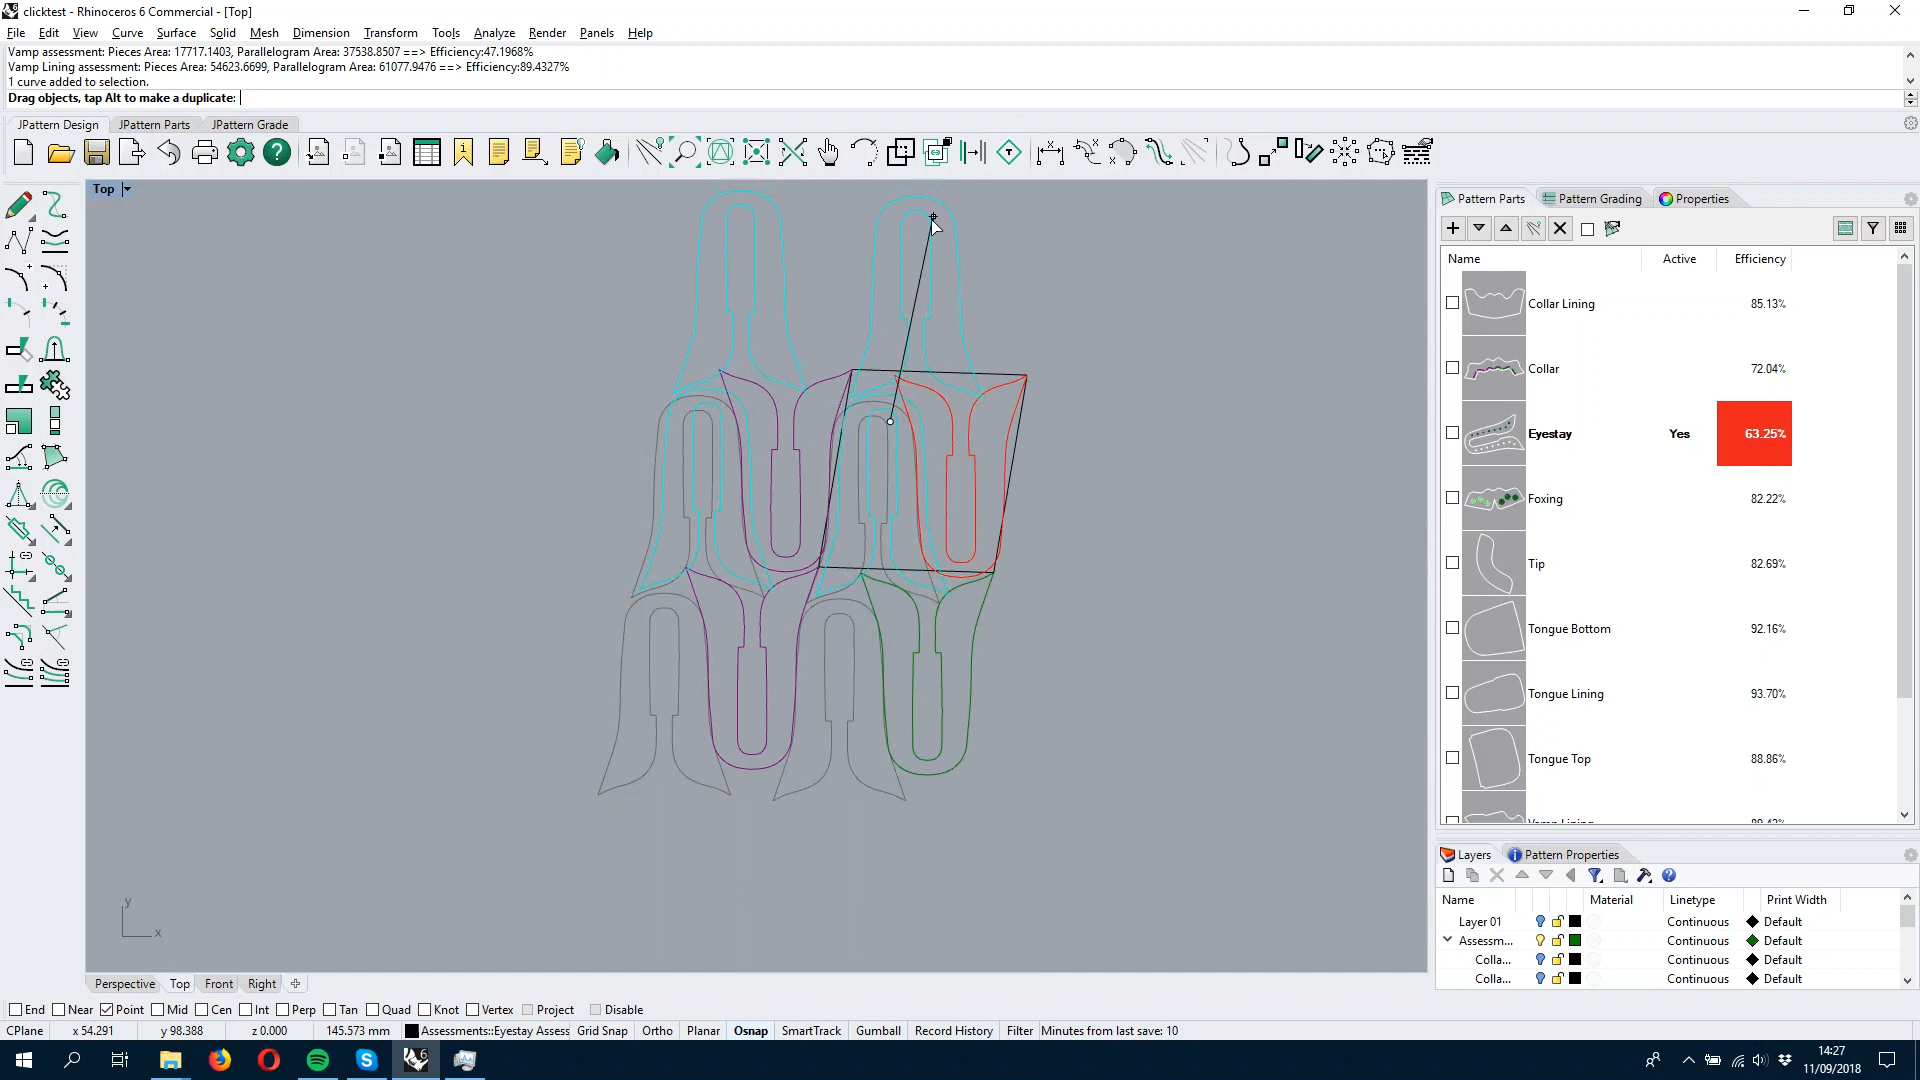 clicktest - Rhinoceros 6 Commercial - [Top]
File Edit View Curve Surface Solid Mesh Dimension Transform Tools Analyze Render Panels Help
Vamp assessment: Pieces Area: 17717.1403, Parallelogram Area: 37538.8507 ==> Efficiency:47.1968%
Vamp Lining assessment: Pieces Area: 54623.6699, Parallelogram Area: 61077.9476 ==> Efficiency:89.4327%
1 curve added to selection.
Drag objects, tap Alt to make a duplicate:
JPattern Design JPattern Parts JPattern Grade
Top
Pattern Parts Pattern Grading Properties
Name Active Efficiency
Collar Lining 85.13%
Collar 72.04%
Eyestay Yes 63.25%
Foxing 82.22%
Tip 82.69%
Tongue Bottom 92.16%
Tongue Lining 93.70%
Tongue Top 88.86%
Vamp Lining 89.43%
Layers Pattern Properties
Name Material Linetype Print Width
Layer 01 Continuous Default
Assessm... Continuous Default
Colla... Continuous Default
Colla... Continuous Default
y
x
Perspective Top Front Right
End Near Point Mid Cen Int Perp Tan Quad Knot Vertex Project Disable
CPlane x 54.291 y 98.388 z 0.000 145.573 mm Assessments::Eyestay Assess Grid Snap Ortho Planar Osnap SmartTrack Gumball Record History Filter Minutes from last save: 10
14:27
11/09/2018